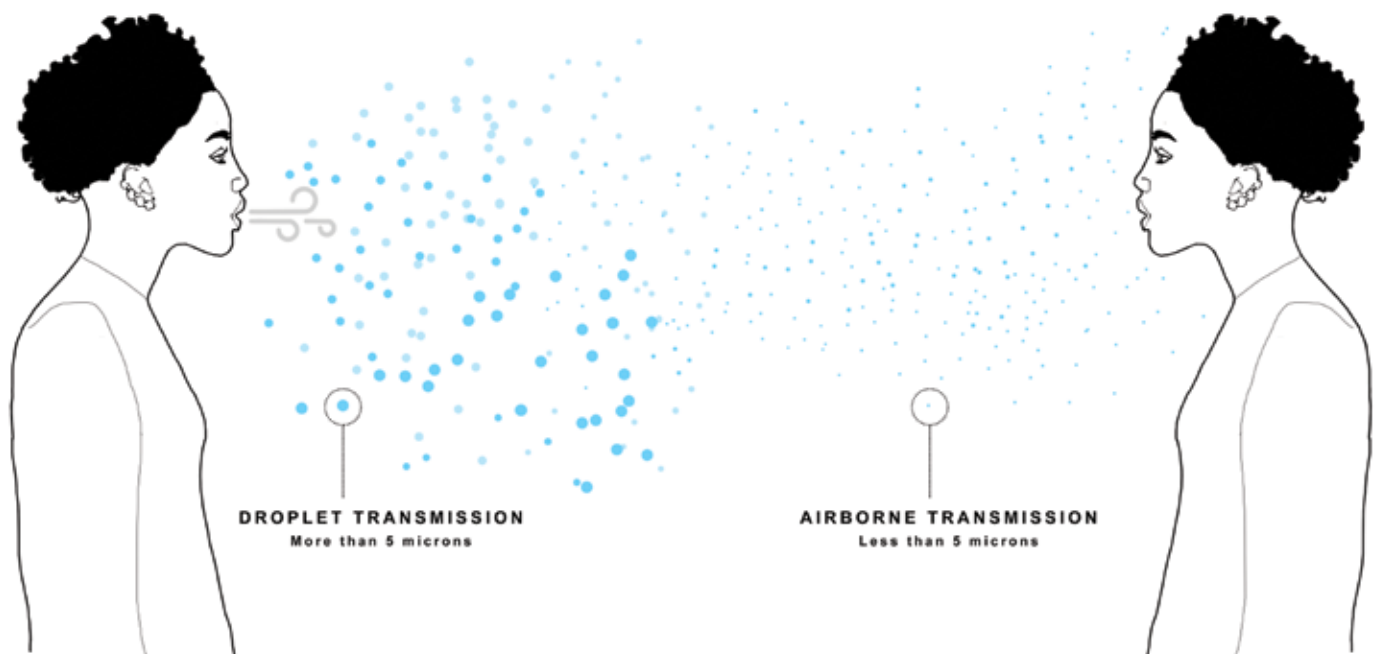 DROPLET TRANSMISSION
More than 5 microns
AIRBORNE TRANSMISSION
Less than 5 microns